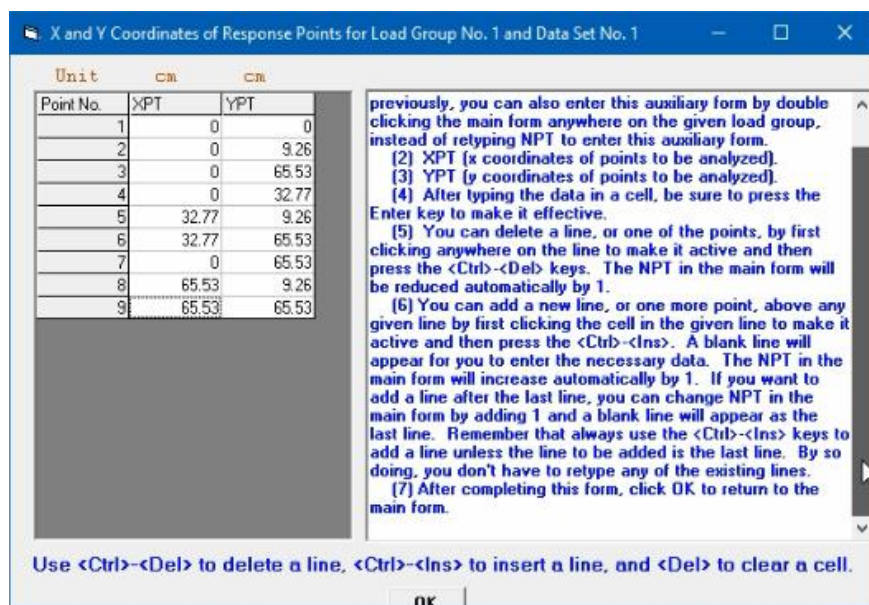 X and Y Coordinates of Response Points for Load Group No. 1 and Data Set No. 1
Unit cm cm
Point No. XPT YPT
1 0 0
2 0 9.26
3 0 65.53
4 0 32.77
5 32.77 9.26
6 32.77 65.53
7 0 65.53
8 65.53 9.26
9 65.53 65.53
previously, you can also enter this auxiliary form by double
clicking the main form anywhere on the given load group,
instead of retyping NPT to enter this auxiliary form.
(2) XPT (x coordinates of points to be analyzed).
(3) YPT (y coordinates of points to be analyzed).
(4) After typing the data in a cell, be sure to press the
Enter key to make it effective.
(5) You can delete a line, or one of the points, by first
clicking anywhere on the line to make it active and then
press the <Ctrl>-<Del> keys. The NPT in the main form will
be reduced automatically by 1.
(6) You can add a new line, or one more point, above any
given line by first clicking the cell in the given line to make it
active and then press the <Ctrl>-<Ins>. A blank line will
appear for you to enter the necessary data. The NPT in the
main form will increase automatically by 1. If you want to
add a line after the last line, you can change NPT in the
main form by adding 1 and a blank line will appear as the
last line. Remember that always use the <Ctrl>-<Ins> keys to
add a line unless the line to be added is the last line. By so
doing, you don't have to retype any of the existing lines.
(7) After completing this form, click OK to return to the
main form.
Use <Ctrl>-<Del> to delete a line, <Ctrl>-<Ins> to insert a line, and <Del> to clear a cell.
OK